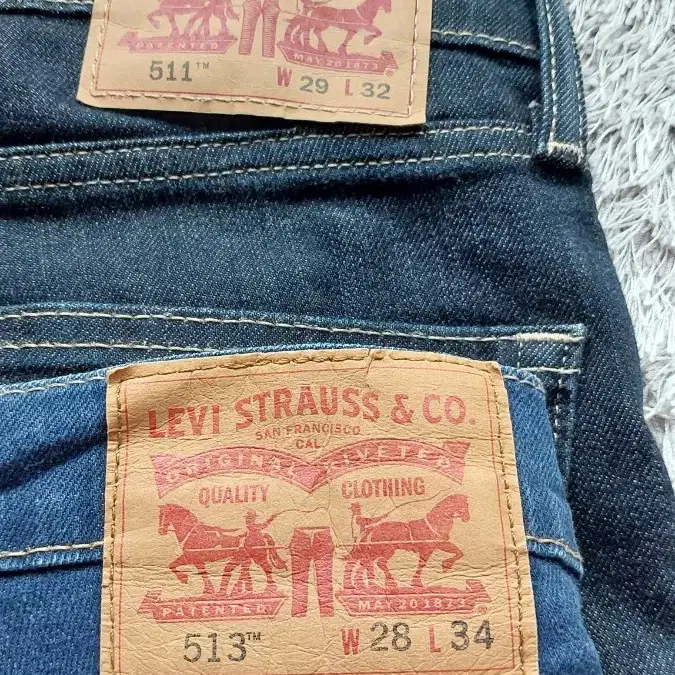 PATENTED MAY 20 1873
511™ W 29 L 32
LEVI STRAUSS & CO.
SAN FRANCISCO
CAL
ORIGINAL RIVETED
QUALITY CLOTHING
PATENTED MAY 20 1873
513™ W 28 L 34